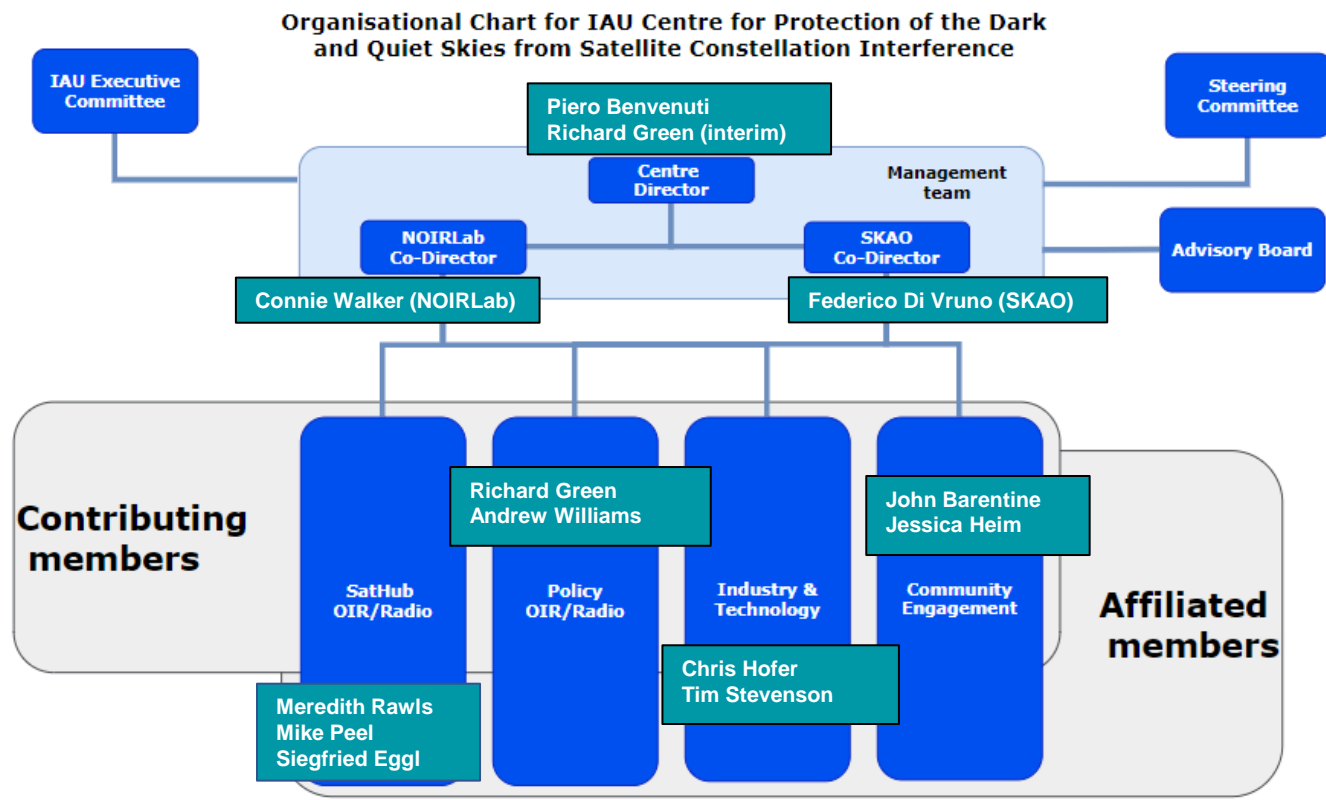 Organisational Chart for IAU Centre for Protection of the Dark
and Quiet Skies from Satellite Constellation Interference
IAU Executive
Committee
Steering
Committee
Piero Benvenuti
Richard Green (interim)
Centre
Director
Management
team
NOIRLab
Co-Director
SKAO
Co-Director
Advisory Board
Connie Walker (NOIRLab)
Federico Di Vruno (SKAO)
Contributing
members
Richard Green
Andrew Williams
John Barentine
Jessica Heim
SatHub
OIR/Radio
Policy
OIR/Radio
Industry &
Technology
Community
Engagement
Affiliated
members
Chris Hofer
Tim Stevenson
Meredith Rawls
Mike Peel
Siegfried Eggl